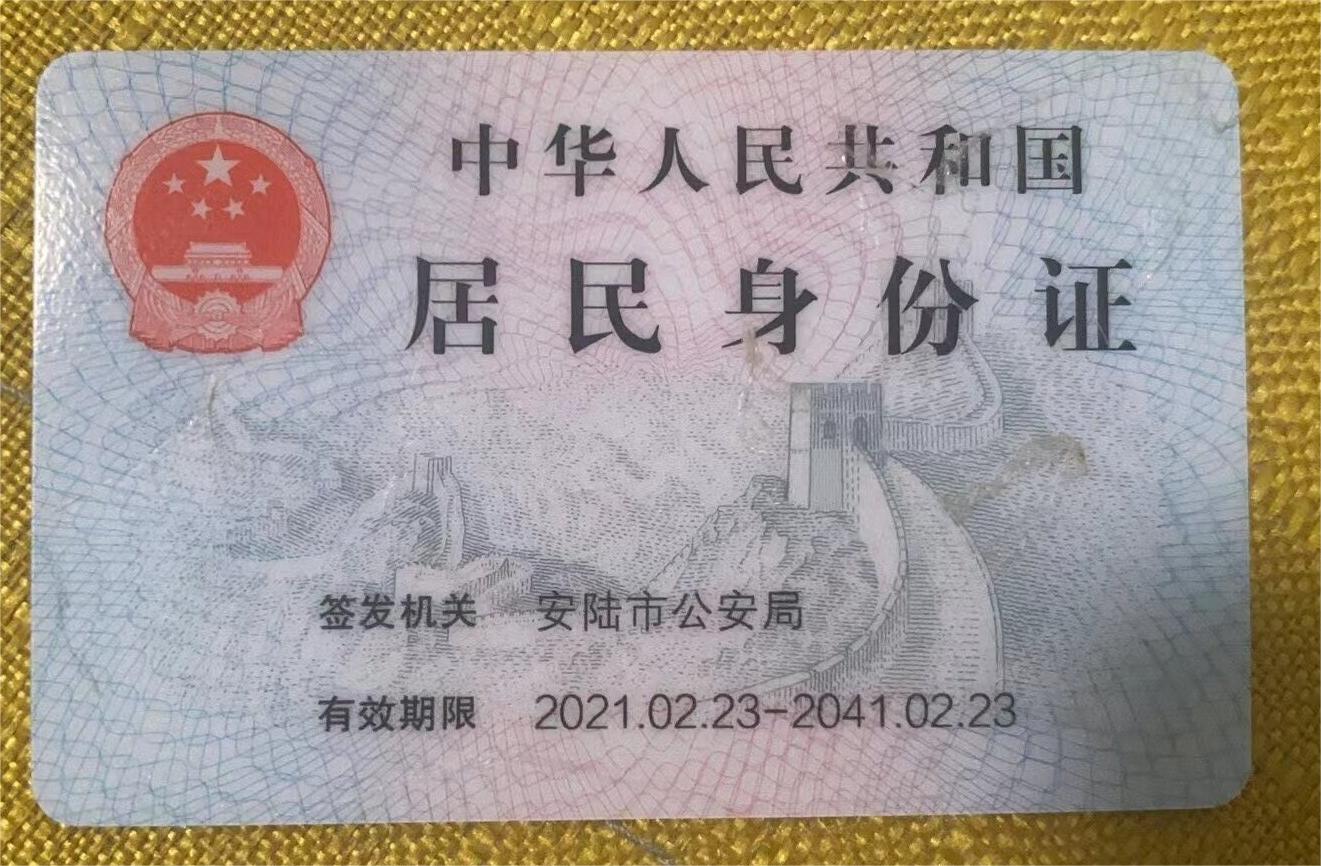 中华人民共和国
居民身份证
签发机关 安陆市公安局
有效期限 2021.02.23-2041.02.23